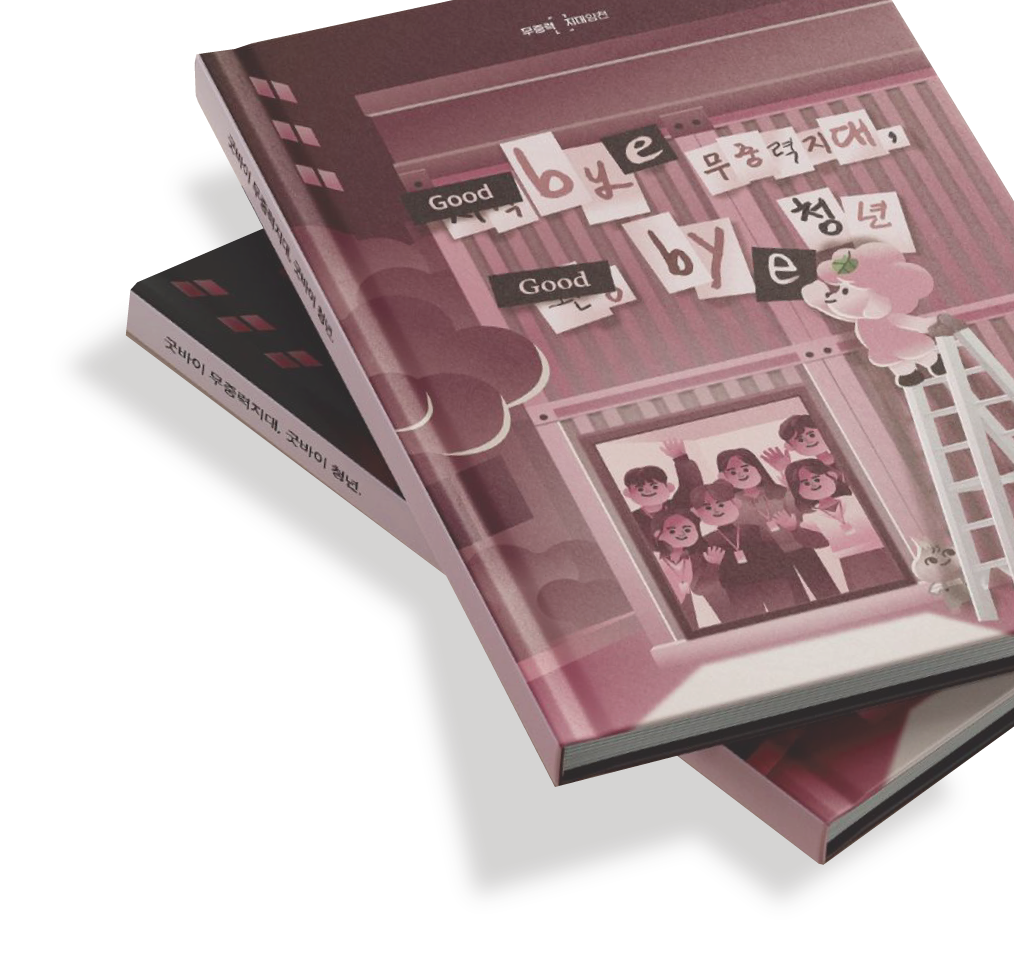 무중력 지대양천
Good bye 무중력지대,
Good bye 청년
굿바이 무중력지대, 굿바이 청년.
굿바이 무중력지대, 굿바이 청년.